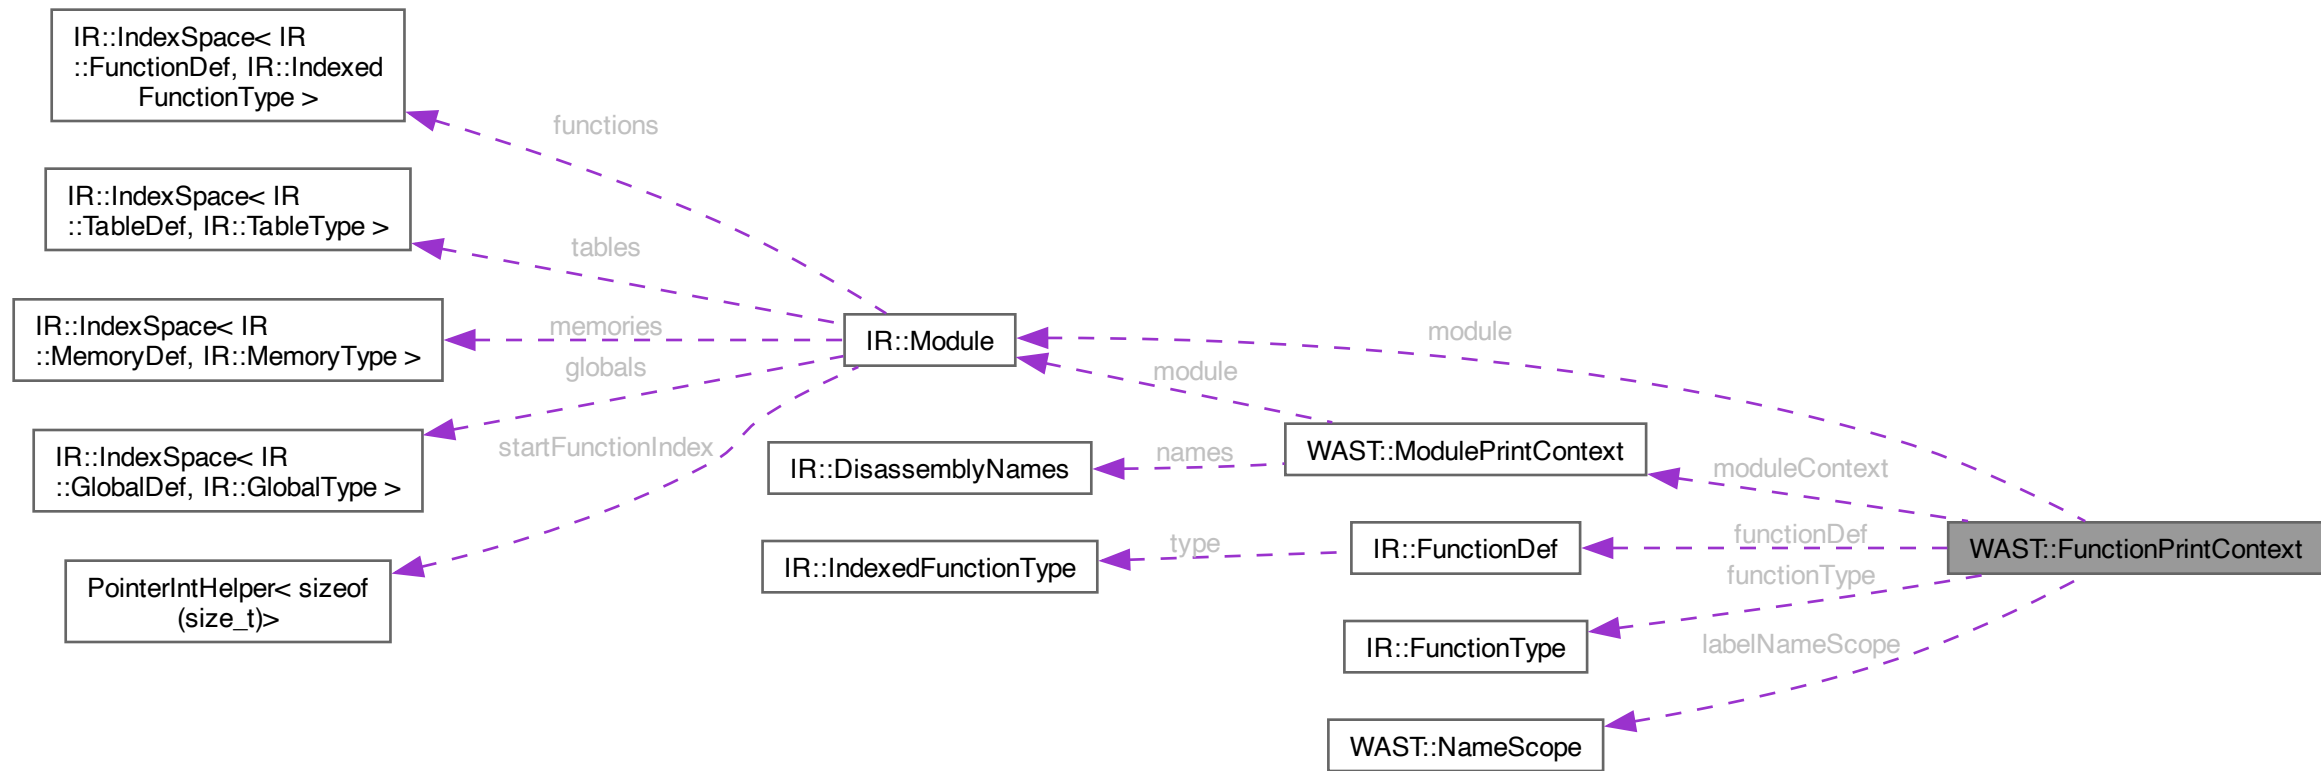 IR::IndexSpace< IR
::FunctionDef, IR::Indexed
FunctionType >
functions
IR::IndexSpace< IR
::TableDef, IR::TableType >
tables
IR::IndexSpace< IR
::MemoryDef, IR::MemoryType >
memories
globals
IR::Module
module
module
IR::IndexSpace< IR
::GlobalDef, IR::GlobalType >
startFunctionIndex
IR::DisassemblyNames
names
WAST::ModulePrintContext
moduleContext
PointerIntHelper< sizeof
(size_t)>
IR::IndexedFunctionType
type
IR::FunctionDef
functionDef
functionType
WAST::FunctionPrintContext
IR::FunctionType
labelNameScope
WAST::NameScope